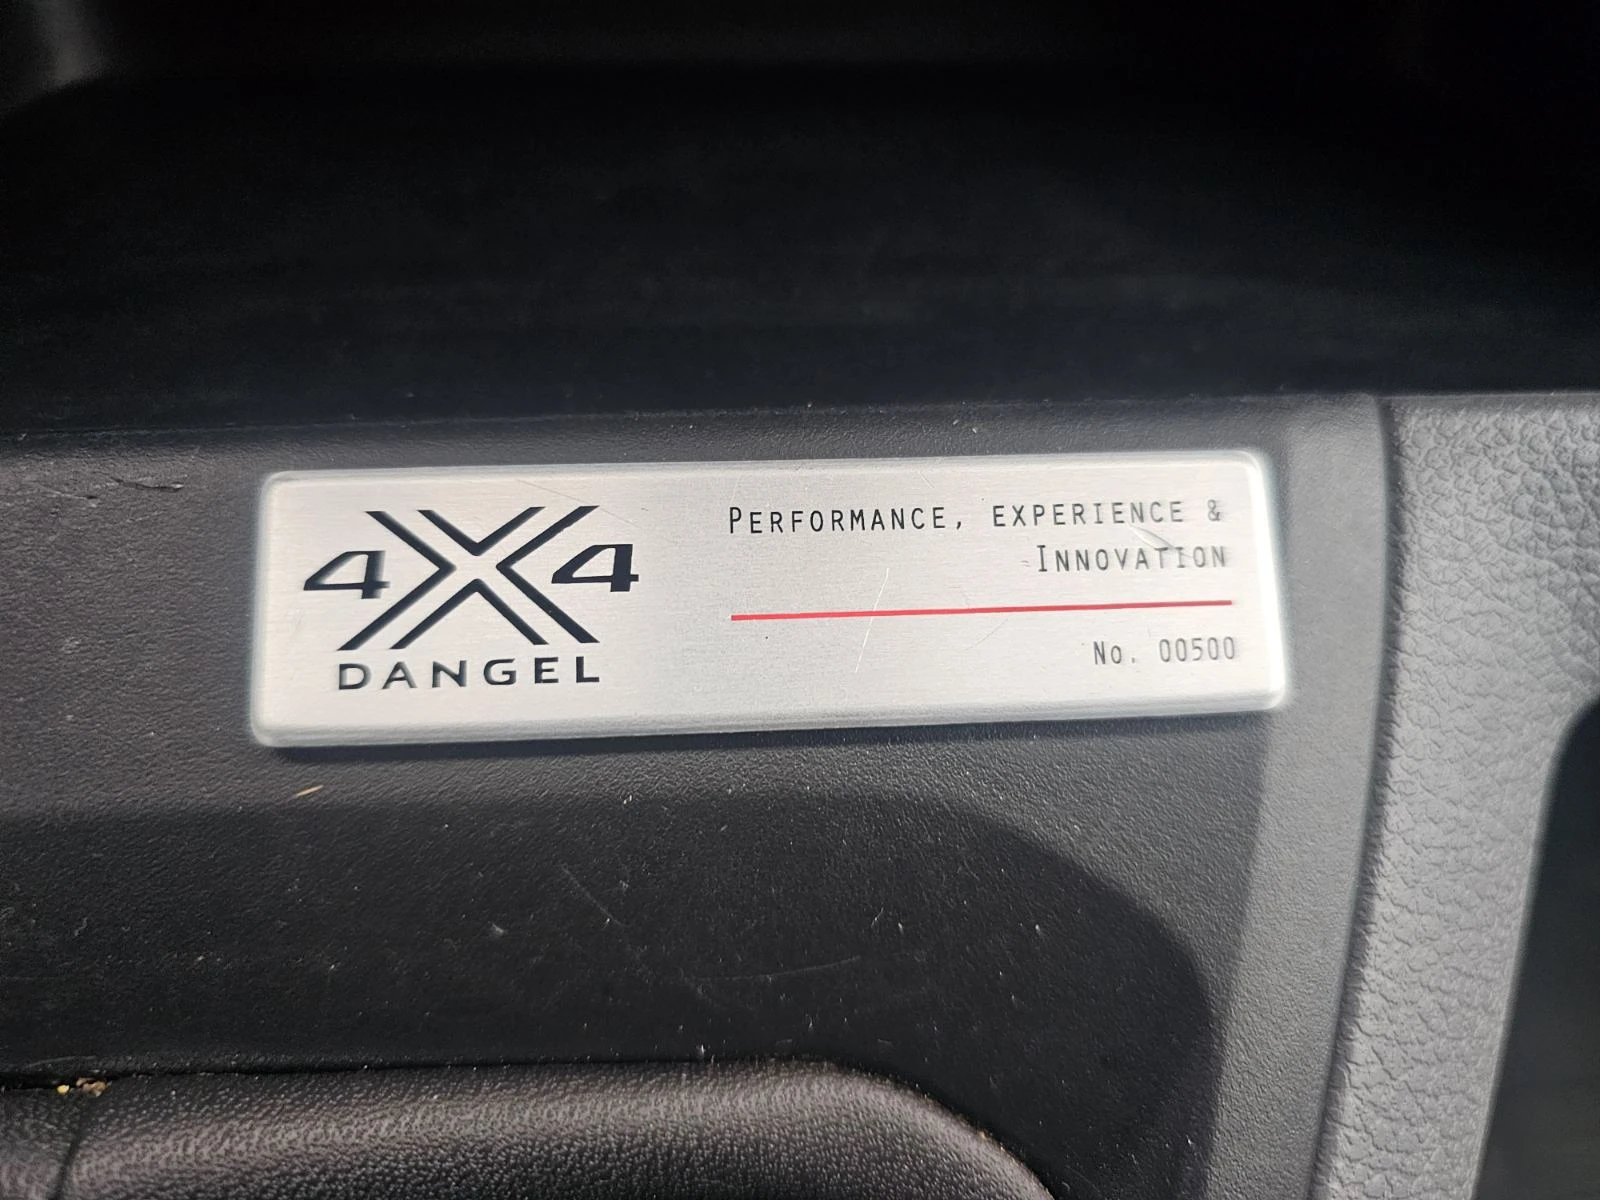 4X4
DANGEL
PERFORMANCE, EXPERIENCE &
INNOVATION
No. 00500